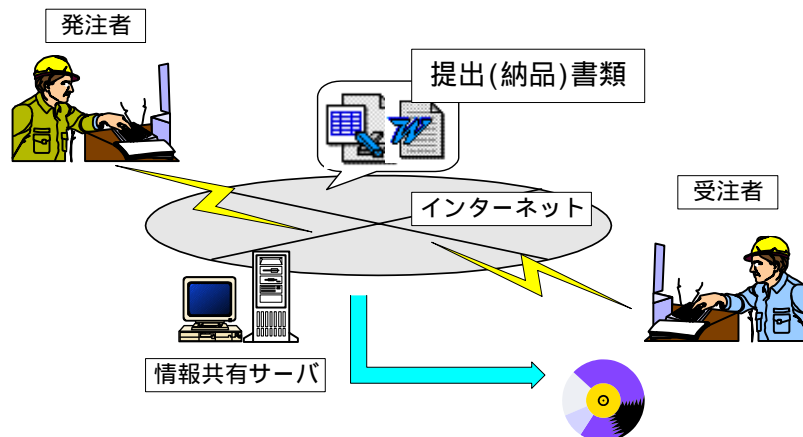 発注者
提出(納品)書類
W
インターネット
受注者
情報共有サーバ